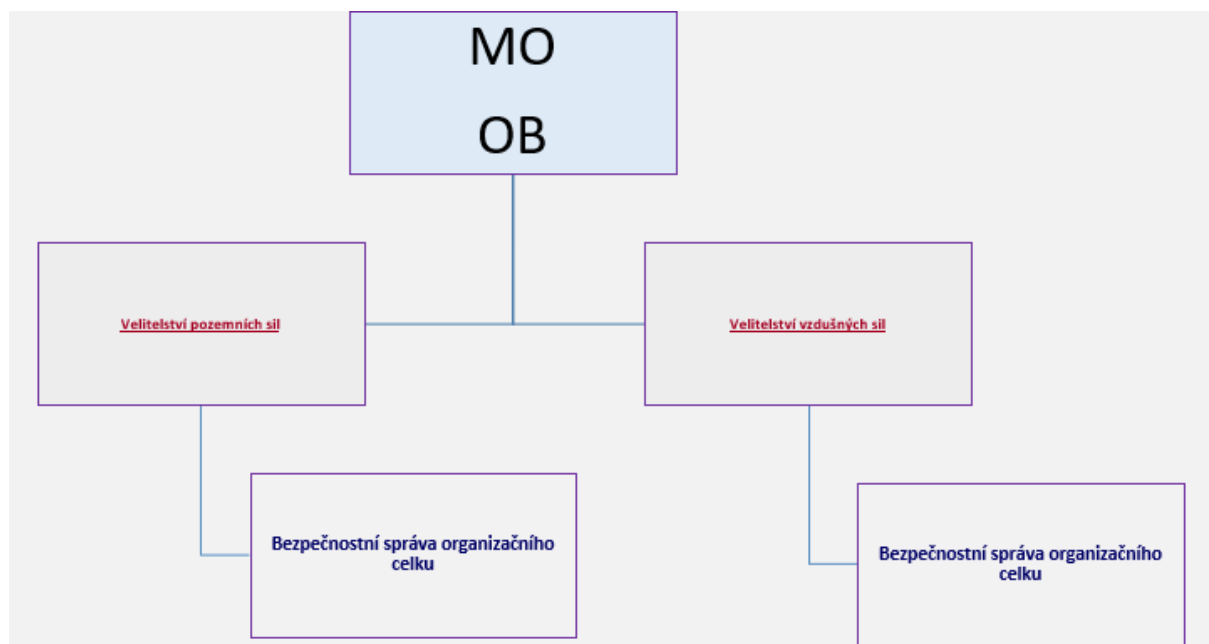 MO
OB
Velitelství pozemních sil
Velitelství vzdušných sil
Bezpečnostní správa organizačního
celku
Bezpečnostní správa organizačního
celku